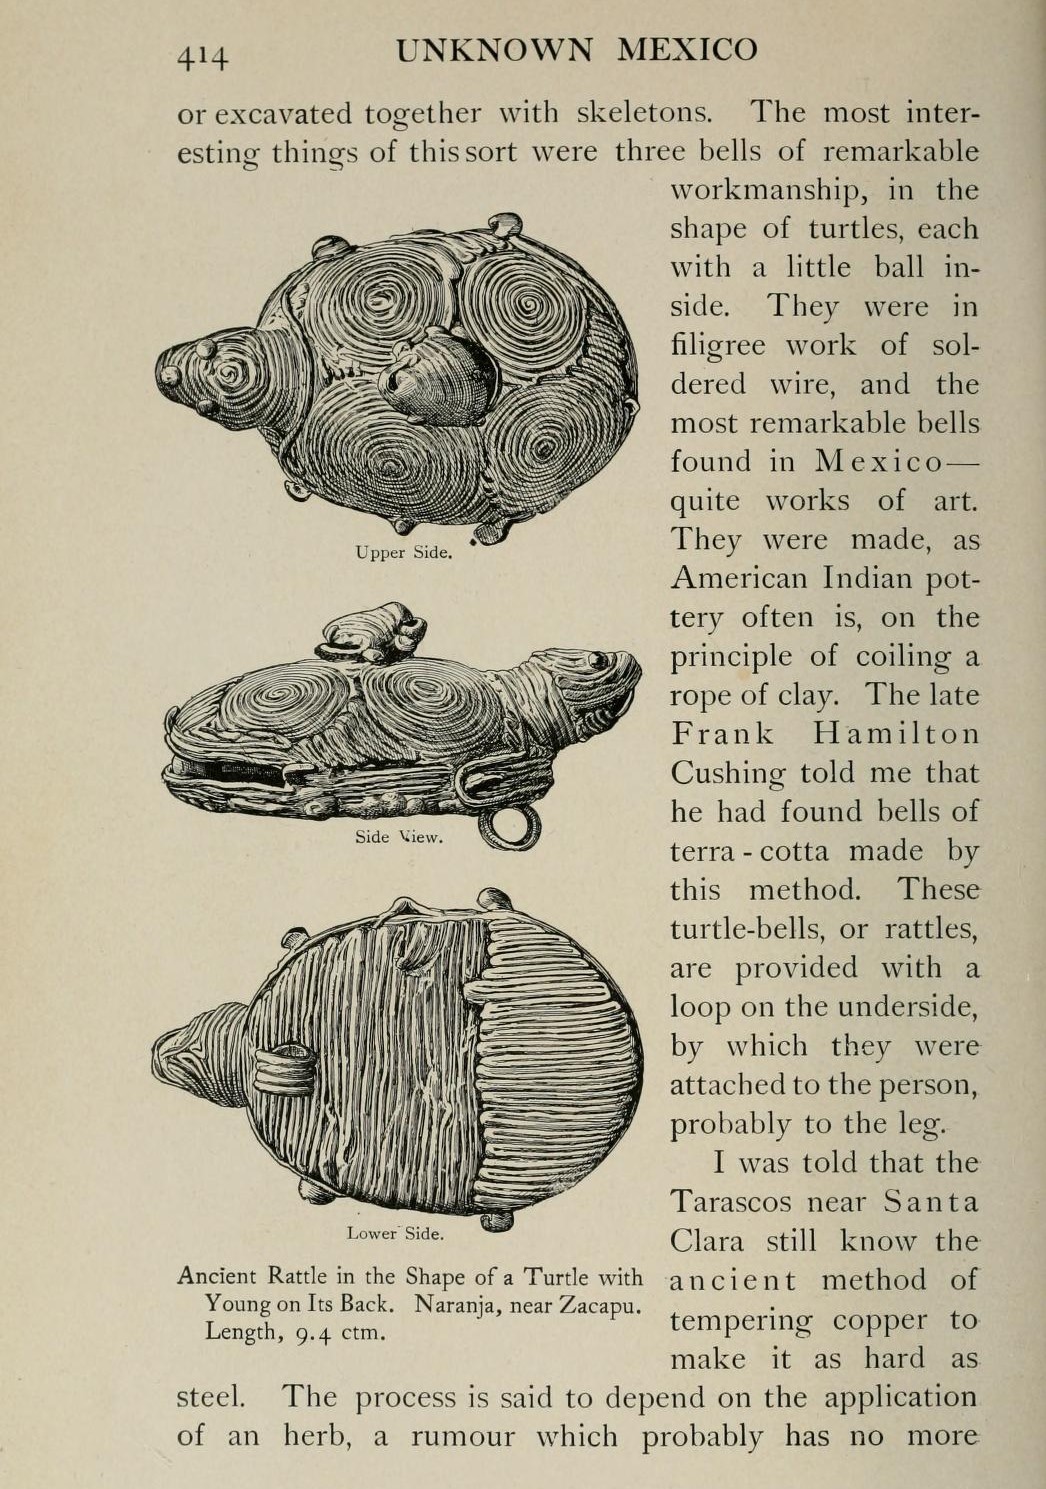 414
UNKNOWN MEXICO
or excavated together with skeletons. The most inter-
esting things of this sort were three bells of remarkable
workmanship, in the
shape of turtles, each
with a little ball in-
side. They were in
filigree work of sol-
dered wire, and the
most remarkable bells
found in Mexico—
quite works of art.
They were made, as
American Indian pot-
tery often is, on the
principle of coiling a
rope of clay. The late
Frank Hamilton
Cushing told me that
he had found bells of
terra-cotta made by
this method. These
turtle-bells, or rattles,
are provided with a
loop on the underside,
by which they were
attached to the person,
probably to the leg.
I was told that the
Tarascos near Santa
Clara still know the
ancient method of
tempering copper to
make it as hard as
steel. The process is said to depend on the application
of an herb, a rumour which probably has no more
Upper Side.
Side View.
Lower Side.
Ancient Rattle in the Shape of a Turtle with
Young on Its Back. Naranja, near Zacapu.
Length, 9.4 ctm.